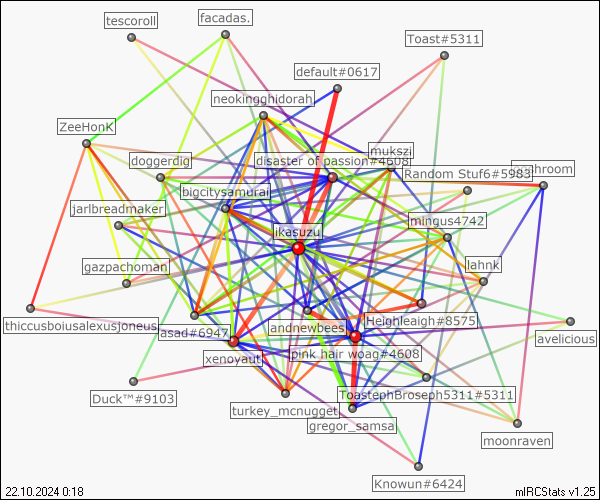 tescoroll
facadas.
Toast#5311
default#0617
neokingghidorah
ZeeHonK
mukszi
doggerdig
disaster of passion#4608
Random Stuf6#5983
bigcitysamurai
jarlbreadmaker
mingus4742
ikasuzu
gazpachoman
lahnk
thiccusboiusalexusjoneus
asad#6947
andnewbees
Heighleaigh#8575
avelicious
xenoyaut
pink hair woag#4608
Duck™#9103
ToastephBroseph5311#5311
turkey_mcnugget
gregor_samsa
moonraven
Knowun#6424
22.10.2024 0:18
mIRCStats v1.25